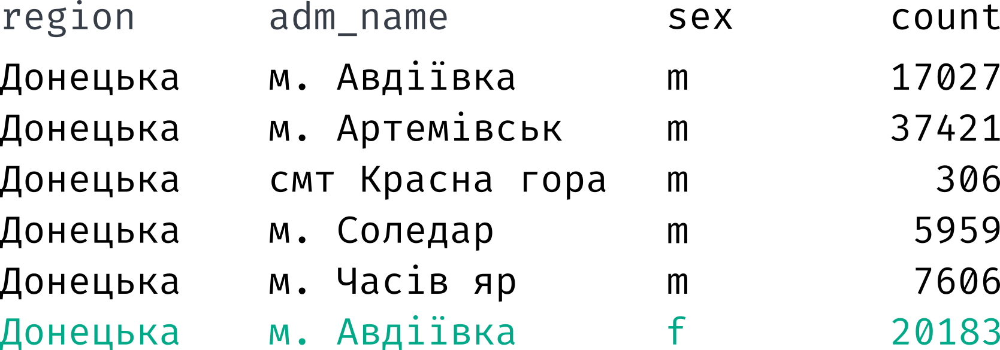 region adm_name sex count
Донецька м. Авдіївка m 17027
Донецька м. Артемівськ m 37421
Донецька смт Красна гора m 306
Донецька м. Соледар m 5959
Донецька м. Часів яр m 7606
Донецька м. Авдіївка f 20183